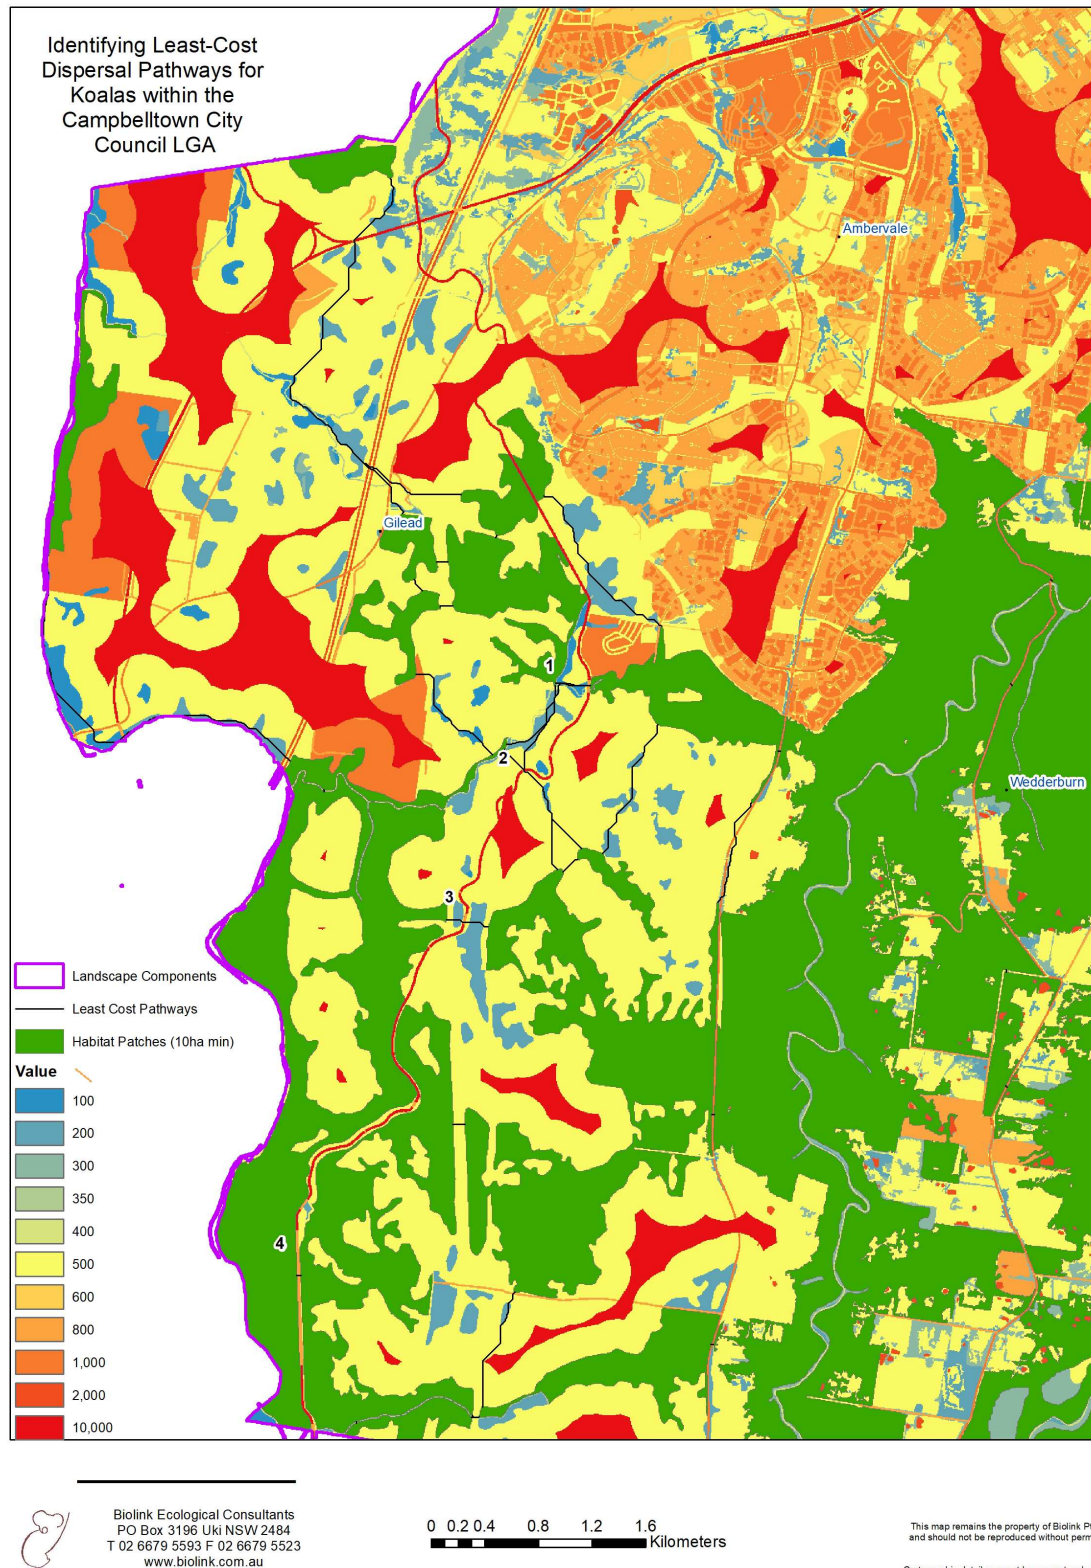 Identifying Least-Cost
Dispersal Pathways for
Koalas within the
Campbelltown City
Council LGA
Ambervale
Gilead
1
2
Wedderburn
3
4
Landscape Components
Least Cost Pathways
Habitat Patches (10ha min)
Value
100
200
300
350
400
500
600
800
1,000
2,000
10,000
Biolink Ecological Consultants
PO Box 3196 Uki NSW 2484
T 02 6679 5593 F 02 6679 5523
www.biolink.com.au
0 0.2 0.4 0.8 1.2 1.6
Kilometers
This map remains the property of Biolink
and should not be reproduced without